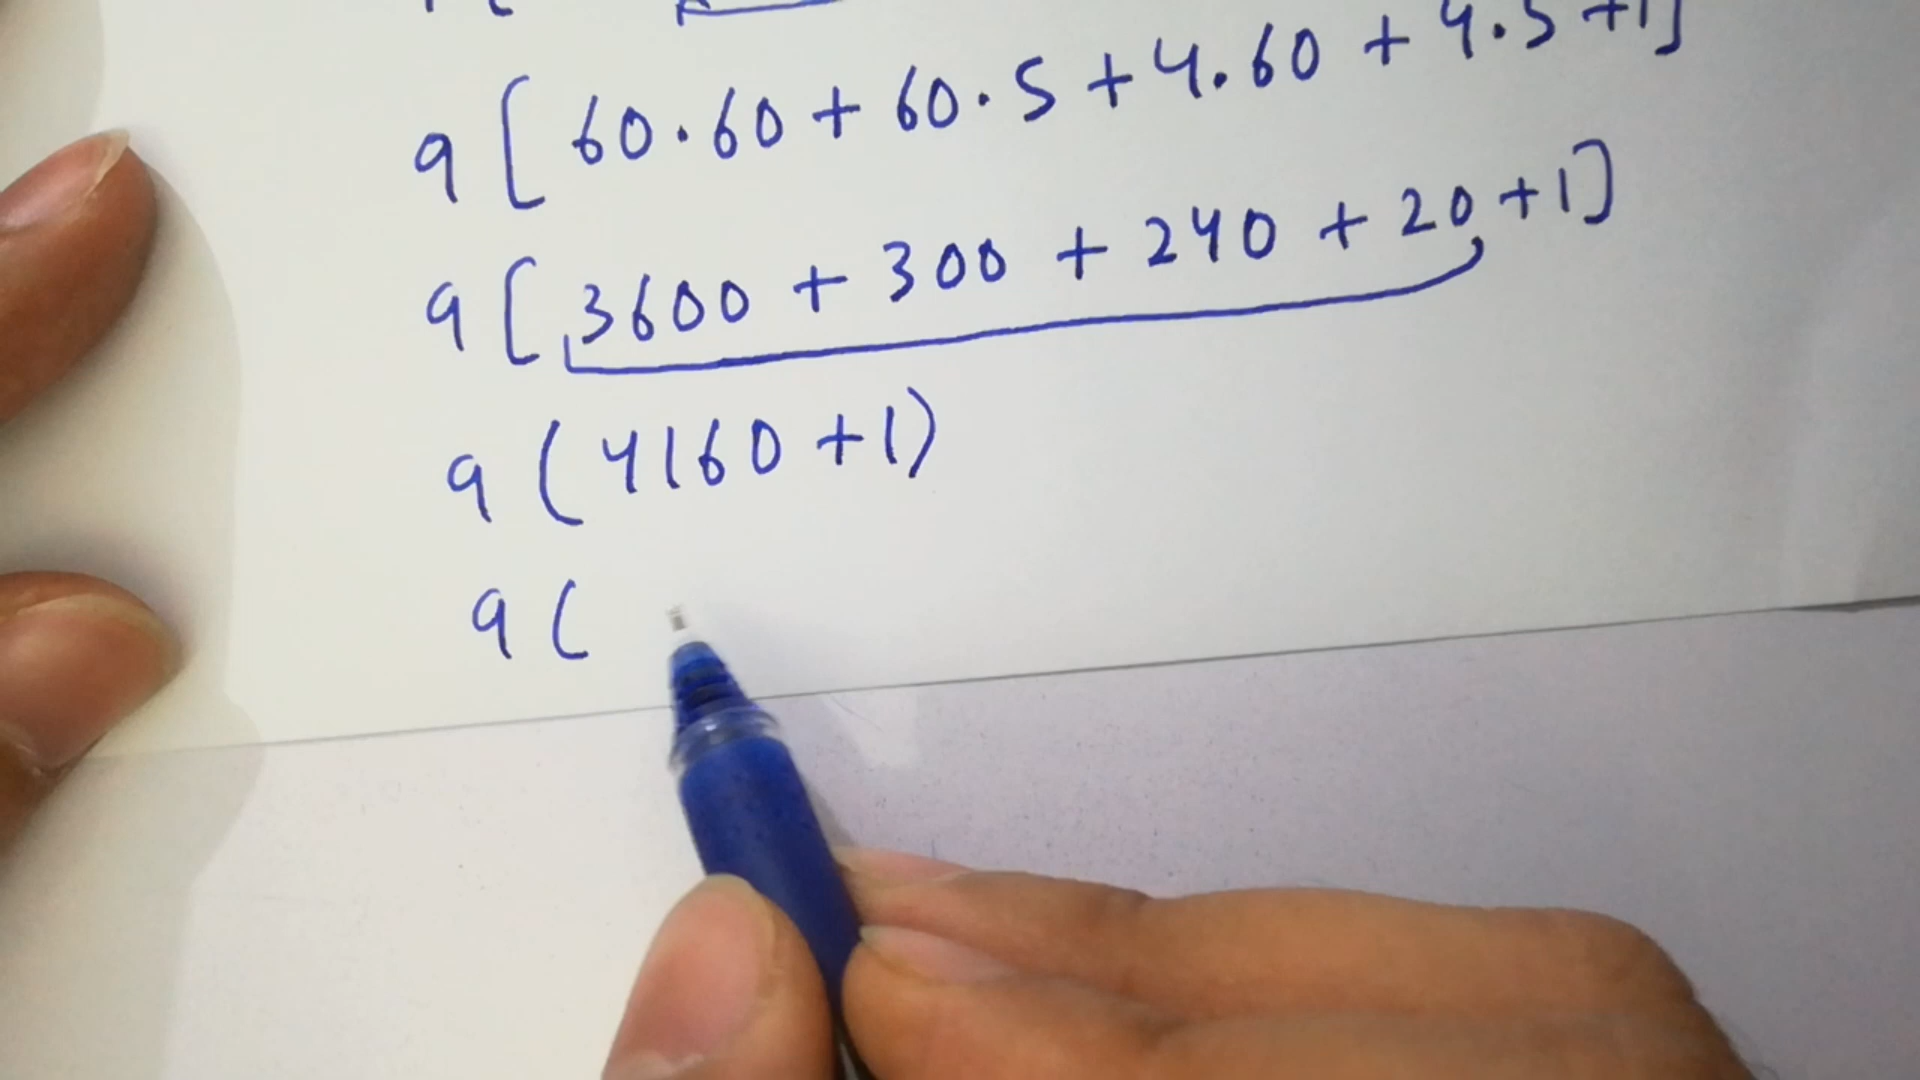 9 [ 60.60 + 60.5 + 4.60 + 4.5 + 1]
9 [ 3600 + 300 + 240 + 20 + 1]
9 ( 4160 + 1)
9 (